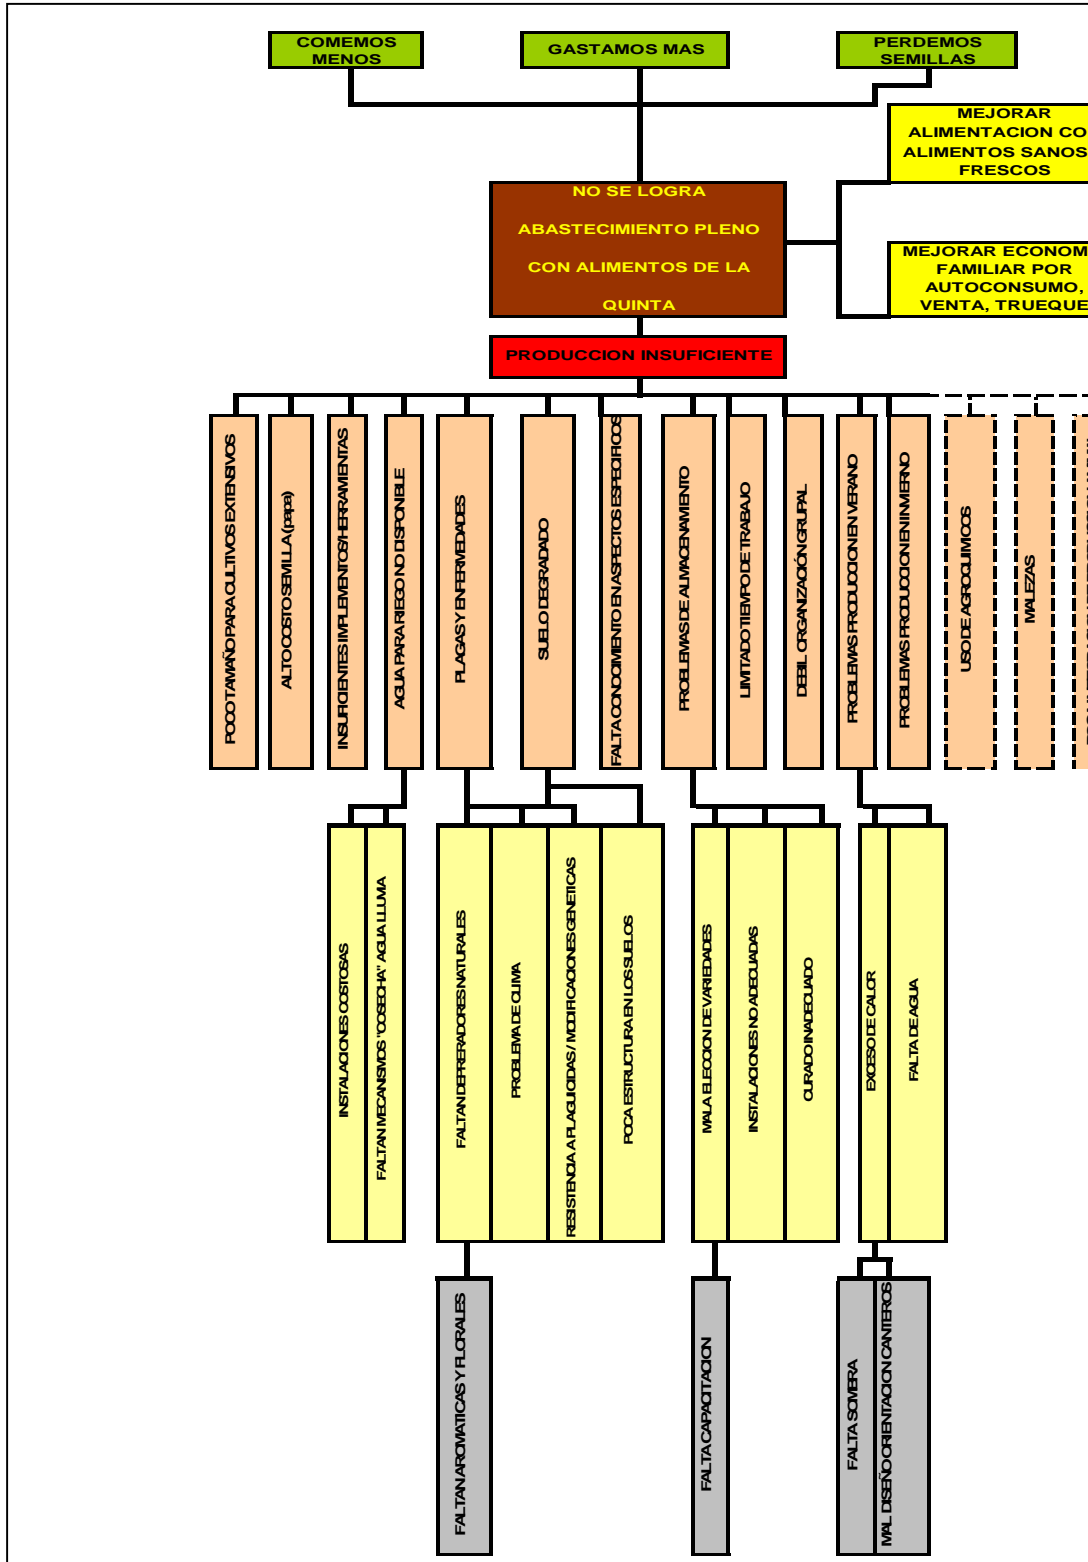 COMEMOS
MENOS
GASTAMOS MAS
PERDEMOS
SEMILLAS
MEJORAR
ALIMENTACION CO
ALIMENTOS SANOS
FRESCOS
NO SE LOGRA
ABASTECIMIENTO PLENO
CON ALIMENTOS DE LA
QUINTA
MEJORAR ECONOM
FAMILIAR POR
AUTOCONSUMO,
VENTA, TRUEQUE
PRODUCCION INSUFICIENTE
POCO TAMAÑO PARA CULTIVOS EXTENSIVOS
ALTO COSTO SEMILLA (papa)
INSUFICIENTES IMPLEMENTOS/HERRAMIENTAS
AGUA PARA RIEGO NO DISPONIBLE
PLAGAS Y ENFERMEDADES
SUELO DEGRADADO
FALTA CONOCIMIENTO EN ASPECTOS ESPECIFICOS
PROBLEMAS DE ALMACENAMIENTO
LIMITADO TIEMPO DE TRABAJO
DEBIL ORGANIZACIÓN GRUPAL
PROBLEMAS PRODUCCION EN VERANO
PROBLEMAS PRODUCCION EN INVIERNO
USO DE AGROQUIMICOS
MALEZAS
INSTALACIONES COSTOSAS
FALTAN MECANISMOS "COSECHA" AGUA LLUVIA
FALTAN DEPRERADORES NATURALES
PROBLEMA DE CLIMA
RESISTENCIA A PLAGUICIDAS / MODIFICACIONES GENETICAS
POCA ESTRUCTURA EN LOS SUELOS
MALA ELECCION DE VARIEDADES
INSTALACIONES NO ADECUADAS
CURADO INADECUADO
EXCESO DE CALOR
FALTA DE AGUA
FALTAN AROMATICAS Y FLORALES
FALTA CAPACITACION
FALTA SOMBRA
MAL DISEÑO ORIENTACION CANTEROS